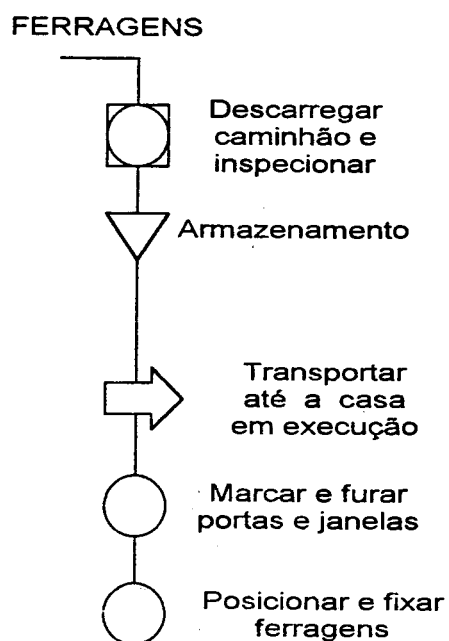 FERRAGENS
Descarregar
caminhão e
inspecionar
Armazenamento
Transportar
até a casa
em execução
Marcar e furar
portas e janelas
Posicionar e fixar
ferragens